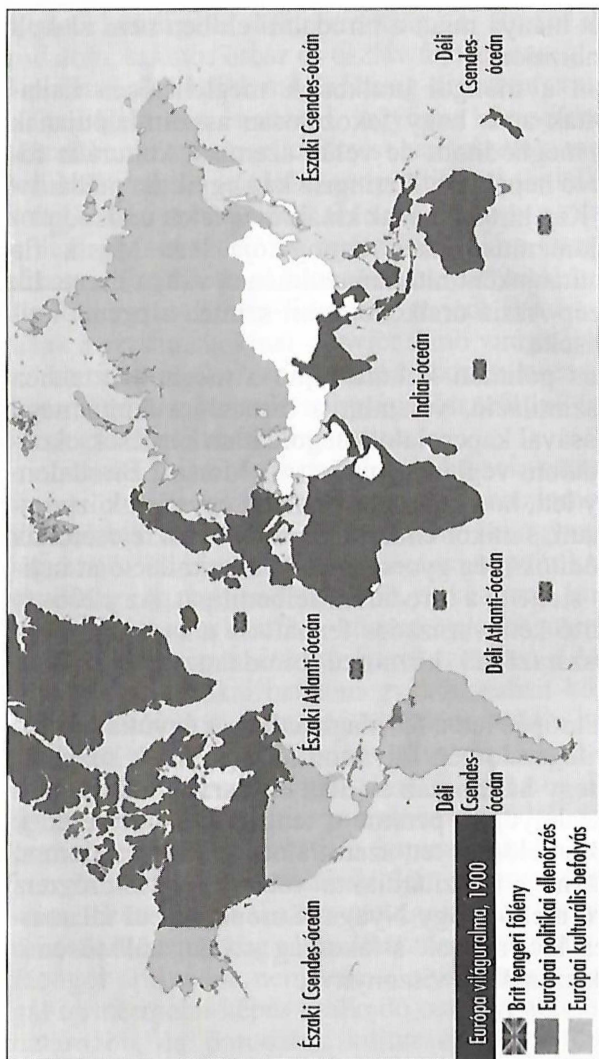 Északi Csendes-óceán
Északi Atlanti-óceán
Északi Csendes-óceán
Déli
Csendes-
óceán
Déli
Csendes-
óceán
Déli Atlanti-óceán
Indiai-óceán
Európa világuralma, 1900
Brit tengeri fölény
Európai politikai ellenőrzés
Európai kulturális befolyás